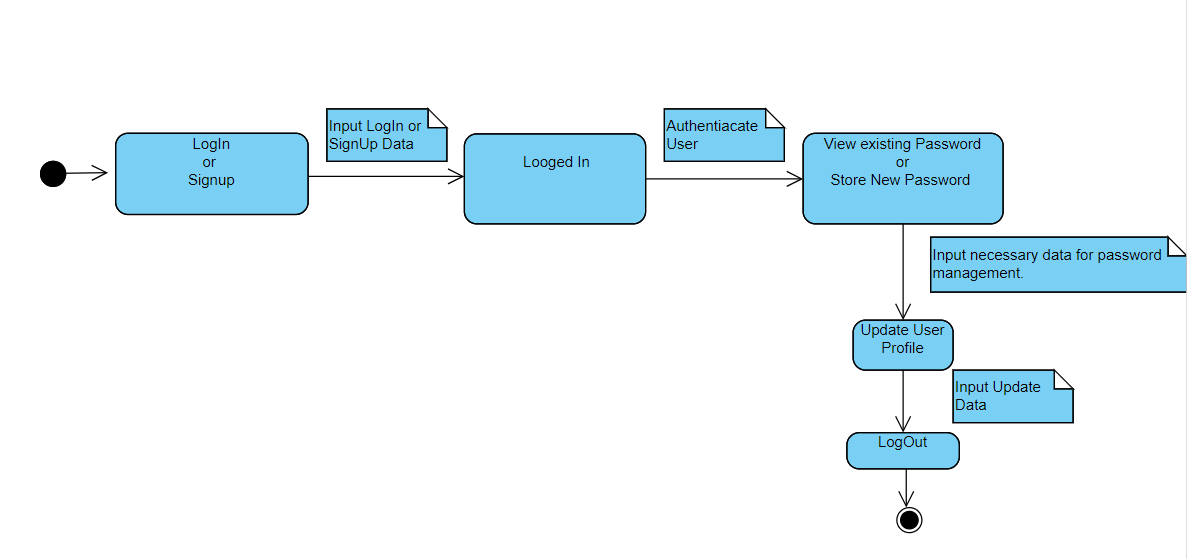 LogIn
or
Signup
Input LogIn or
SignUp Data
Looged In
Authentiacate
User
View existing Password
or
Store New Password
Input necessary data for password
management.
Update User
Profile
Input Update
Data
LogOut